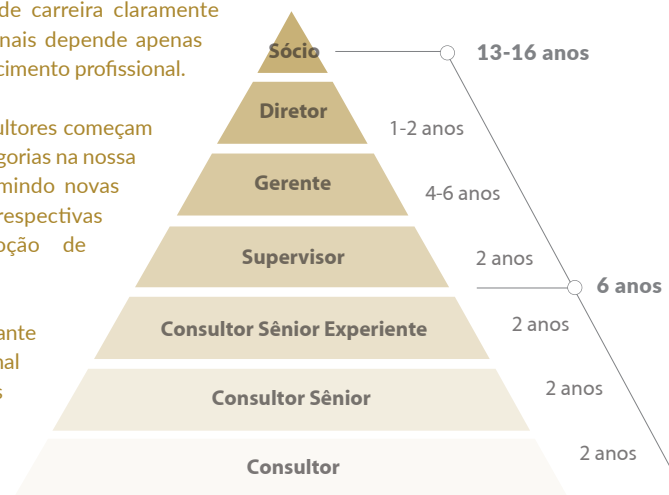 de carreira claramente
nais depende apenas
cimento profissional.
ultores começam
gorias na nossa
mindo novas
respectivas
oção de
ante
nal
s
Sócio
13-16 anos
Diretor
1-2 anos
Gerente
4-6 anos
Supervisor
2 anos
6 anos
Consultor Sênior Experiente
2 anos
Consultor Sênior
2 anos
Consultor
2 anos